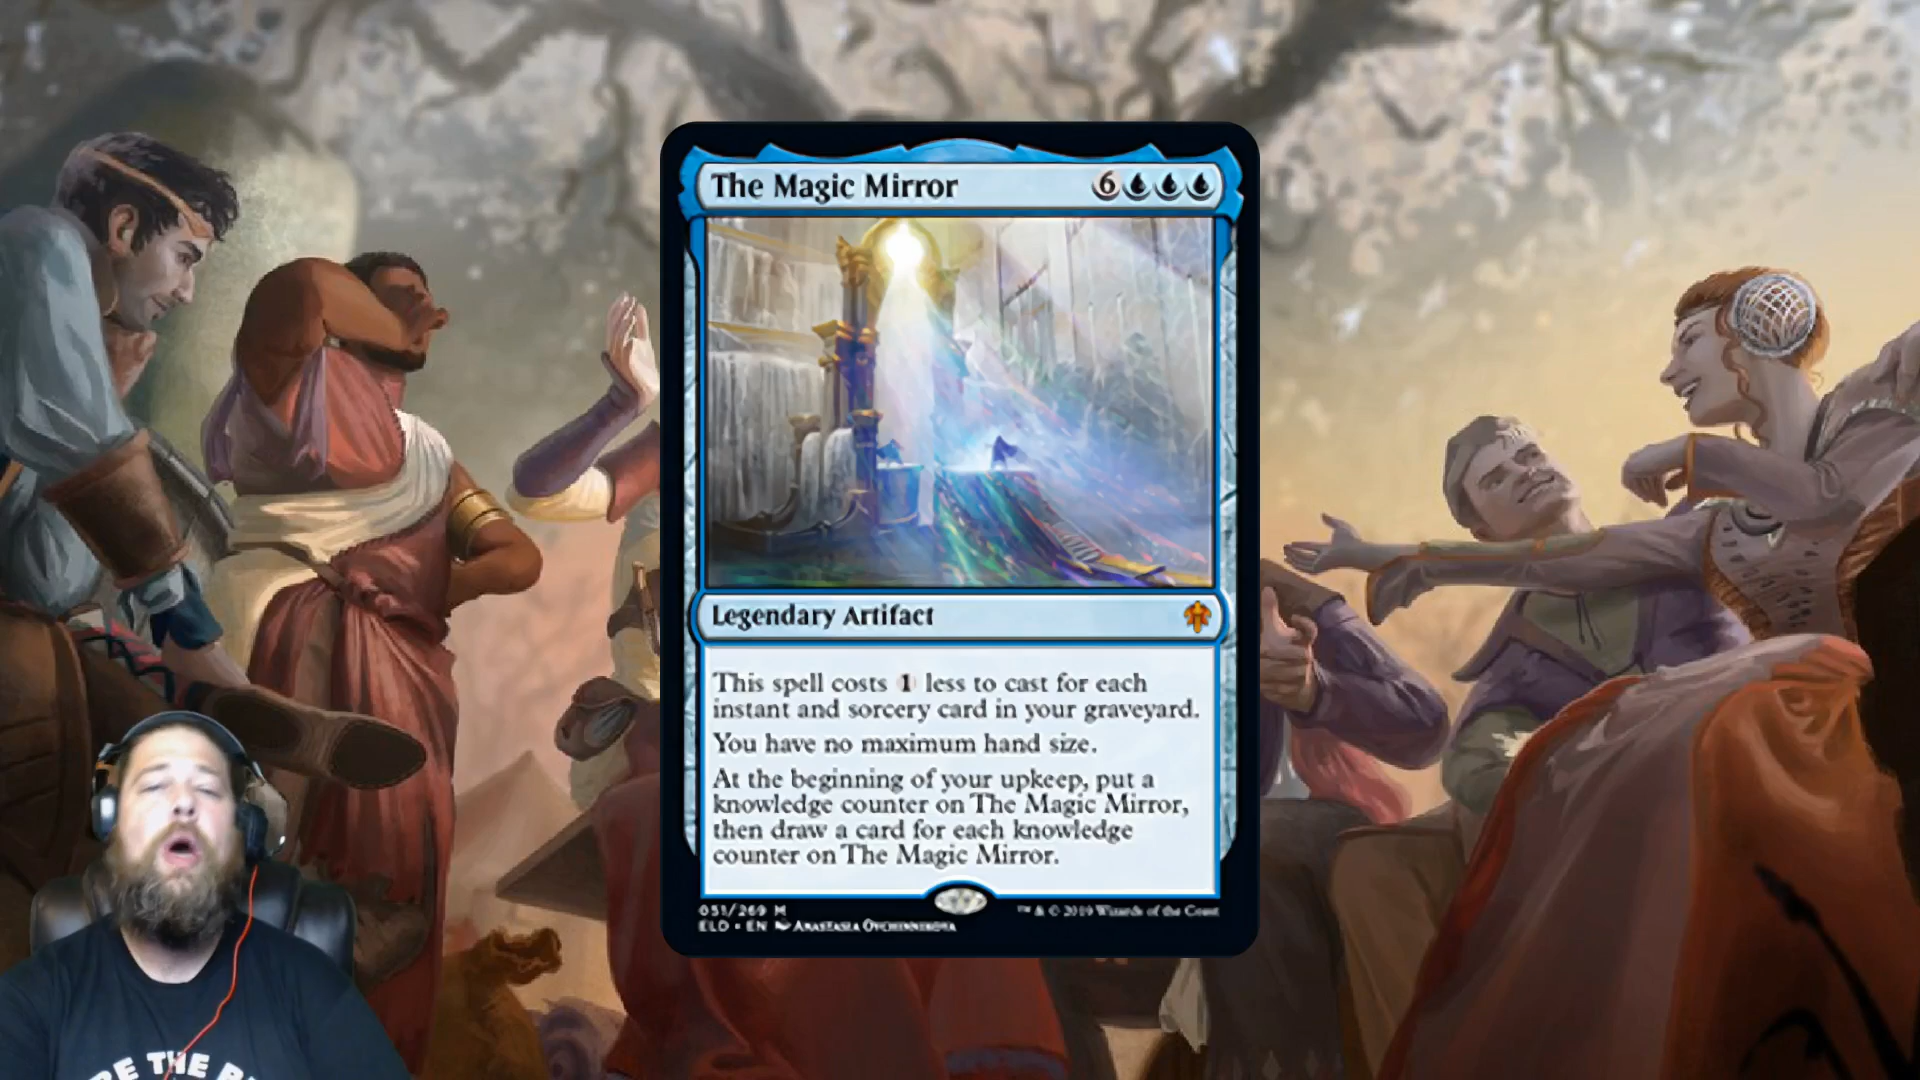 The Magic Mirror 6
Legendary Artifact
This spell costs 1 less to cast for each
instant and sorcery card in your graveyard.
You have no maximum hand size.
At the beginning of your upkeep, put a
knowledge counter on The Magic Mirror,
then draw a card for each knowledge
counter on The Magic Mirror.
051/269 M
™ & © 2019 Wizards of the Coast
ELD • EN Anastasia Ovchinnikova
THE